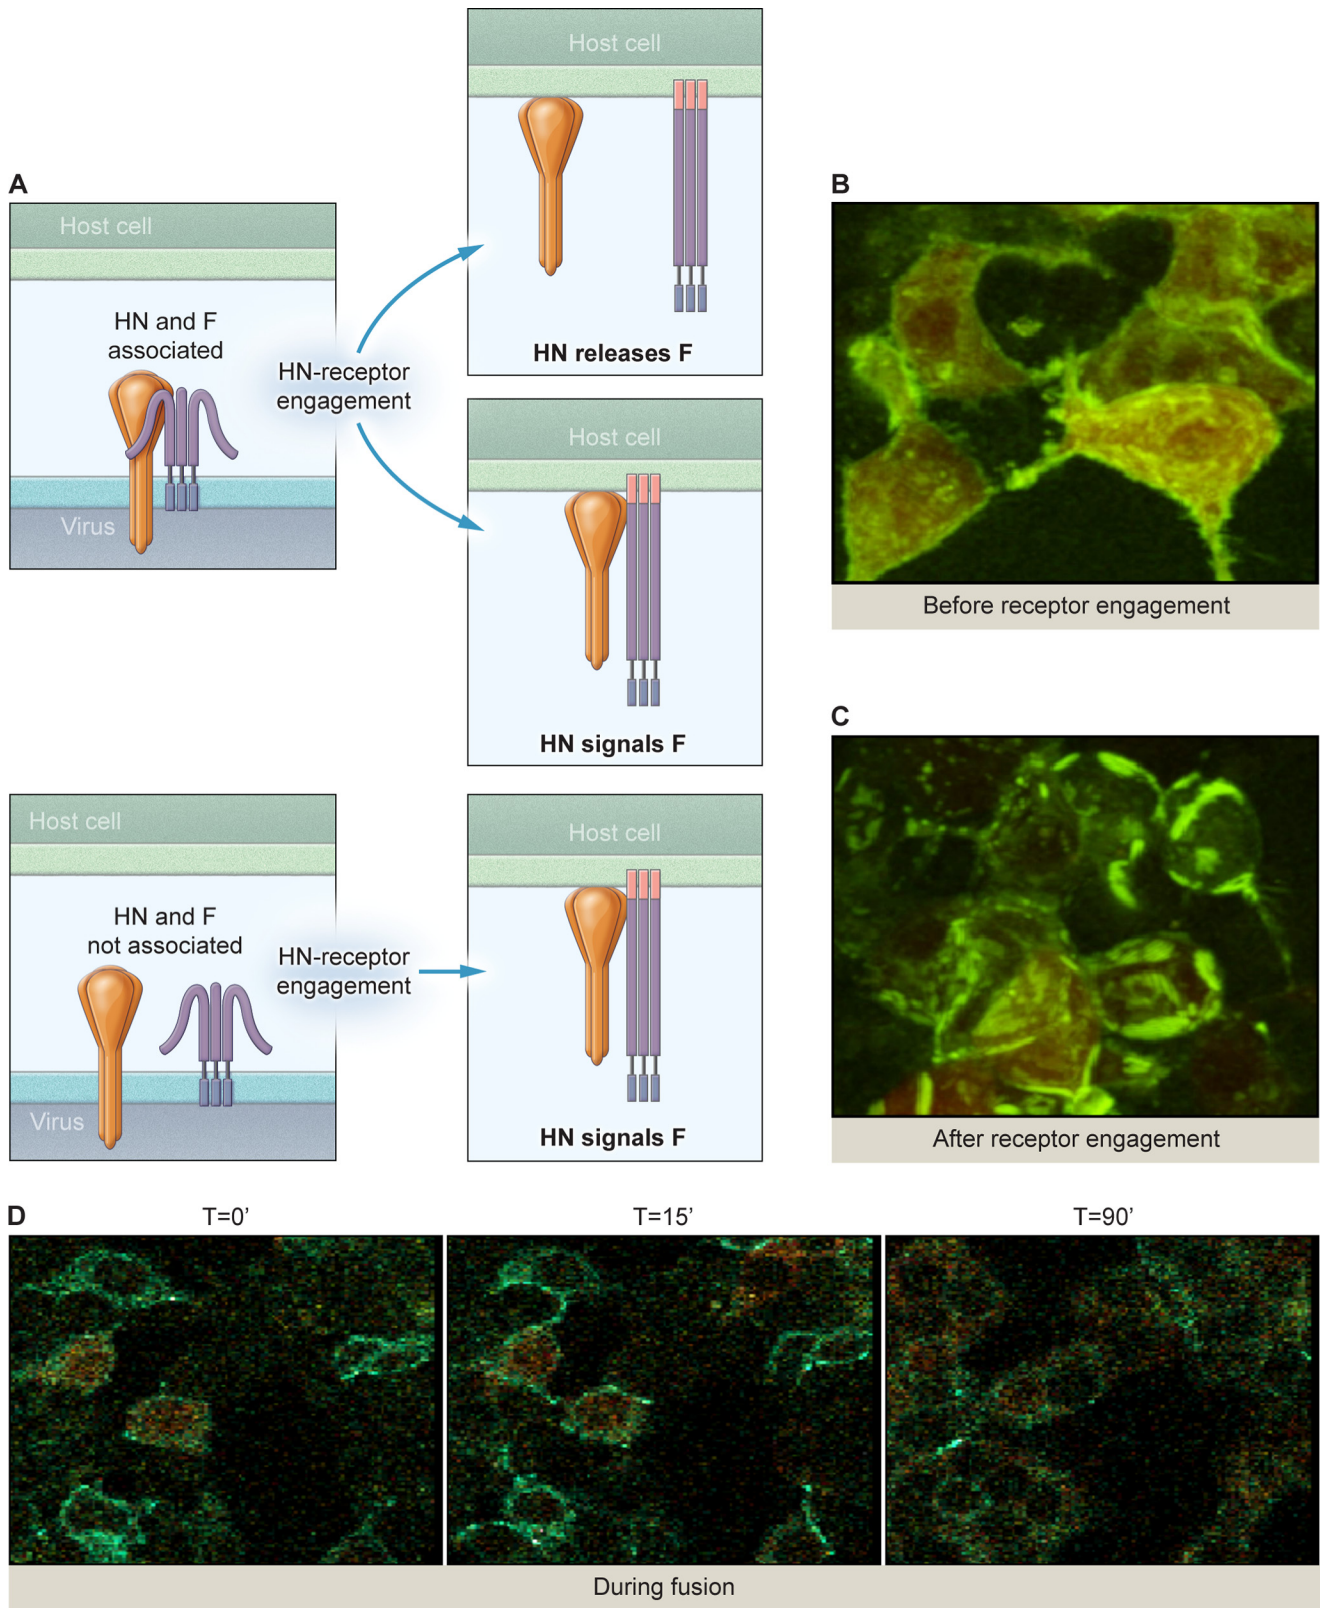 A
Host cell
HN and F
associated
Virus
HN-receptor
engagement
Host cell
HN releases F
Host cell
HN signals F
Host cell
HN and F
not associated
Virus
HN-receptor
engagement
Host cell
HN signals F
B
Before receptor engagement
C
After receptor engagement
D
T=0’
T=15’
T=90’
During fusion